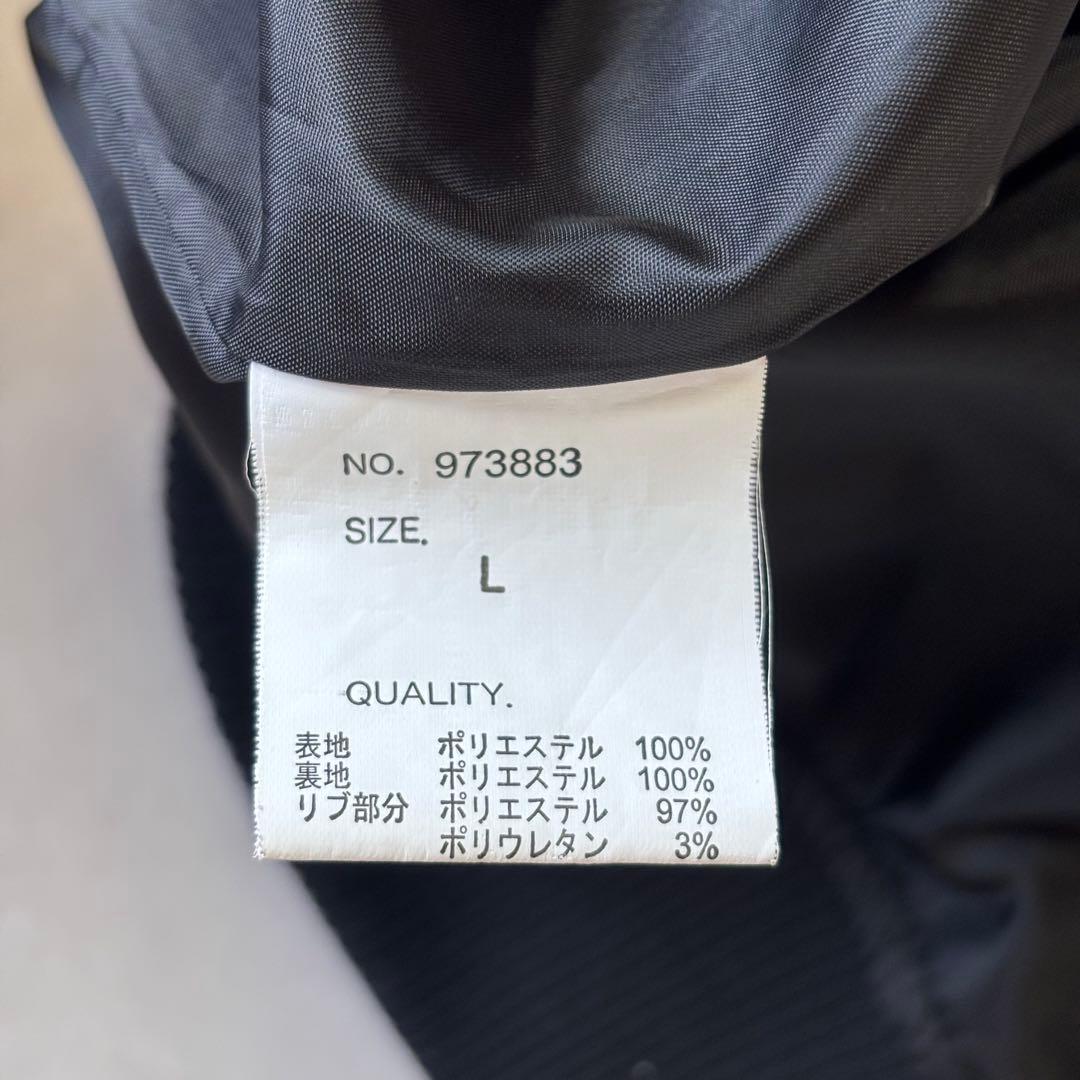 NO. 973883
SIZE.
L
QUALITY.
表地 ポリエステル 100%
裏地 ポリエステル 100%
リブ部分 ポリエステル 97%
ポリウレタン 3%